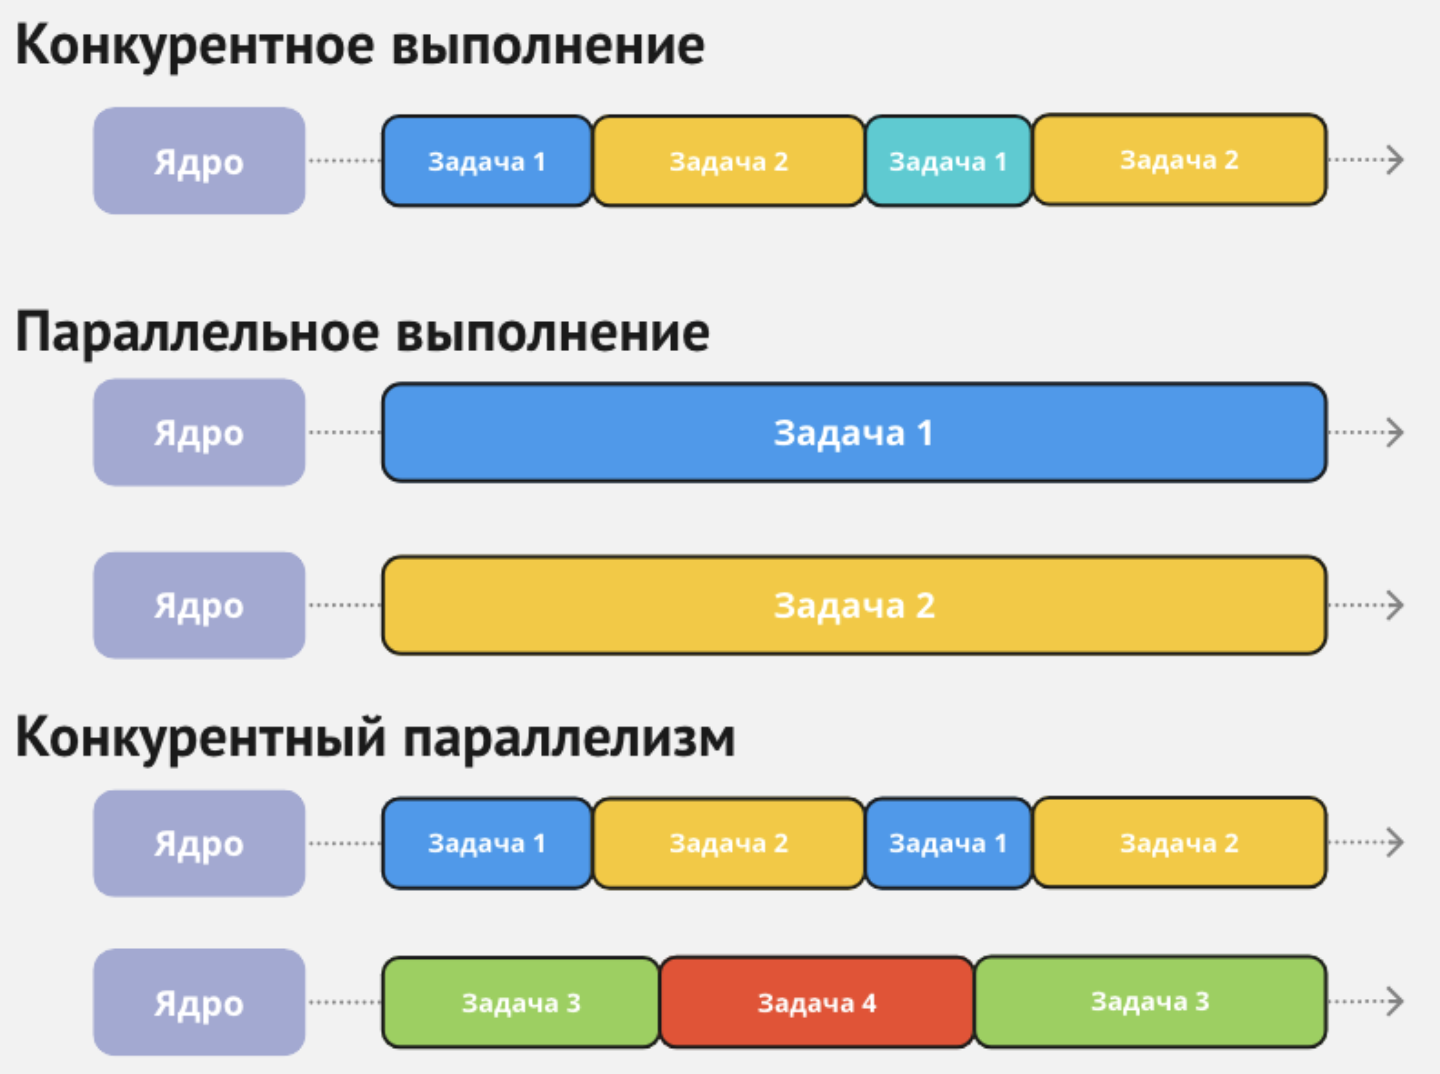 Конкурентное выполнение
Ядро Задача 1 Задача 2 Задача 1 Задача 2
Параллельное выполнение
Ядро Задача 1
Ядро Задача 2
Конкурентный параллелизм
Ядро Задача 1 Задача 2 Задача 1 Задача 2
Ядро Задача 3 Задача 4 Задача 3